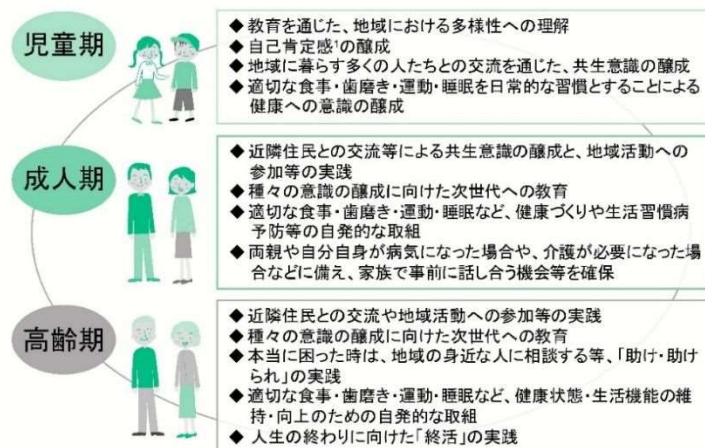 児童期
◆ 教育を通じた、地域における多様性への理解
◆ 自己肯定感¹の醸成
◆ 地域に暮らす多くの人たちとの交流を通じた、共生意識の醸成
◆ 適切な食事・歯磨き・運動・睡眠を日常的な習慣とすることによる
健康への意識の醸成
成人期
◆ 近隣住民との交流等による共生意識の醸成と、地域活動への
参加等の実践
◆ 種々の意識の醸成に向けた次世代への教育
◆ 適切な食事・歯磨き・運動・睡眠など、健康づくりや生活習慣病
予防等の自発的な取組
◆ 両親や自分自身が病気になった場合や、介護が必要になった場
合などに備え、家族で事前に話し合う機会等を確保
高齢期
◆ 近隣住民との交流や地域活動への参加等の実践
◆ 種々の意識の醸成に向けた次世代への教育
◆ 本当に困った時は、地域の身近な人に相談する等、「助け・助け
られ」の実践
◆ 適切な食事・歯磨き・運動・睡眠など、健康状態・生活機能の維
持・向上のための自発的な取組
◆ 人生の終わりに向けた「終活」の実践